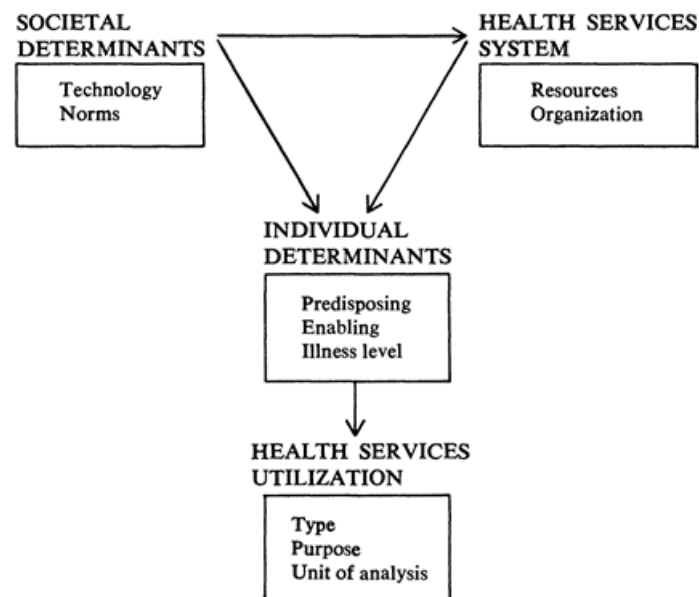 SOCIETAL
DETERMINANTS
Technology
Norms
HEALTH SERVICES
SYSTEM
Resources
Organization
INDIVIDUAL
DETERMINANTS
Predisposing
Enabling
Illness level
HEALTH SERVICES
UTILIZATION
Type
Purpose
Unit of analysis